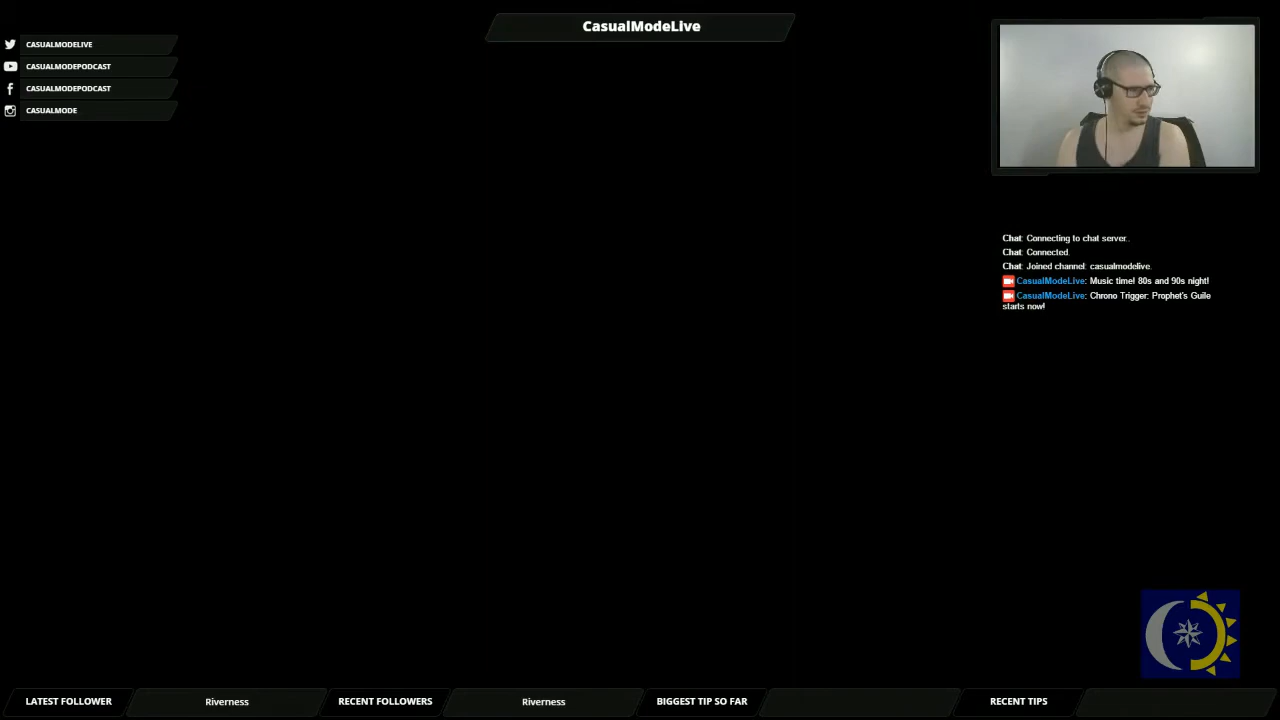 CasualModeLive
CASUALMODELIVE
CASUALMODEPODCAST
CASUALMODEPODCAST
CASUALMODE
Chat: Connecting to chat server..
Chat: Connected.
Chat: Joined channel: casualmodelive.
CasualModeLive: Music time! 80s and 90s night!
CasualModeLive: Chrono Trigger: Prophet's Guile
starts now!
LATEST FOLLOWER
Riverness
RECENT FOLLOWERS
Riverness
BIGGEST TIP SO FAR
RECENT TIPS